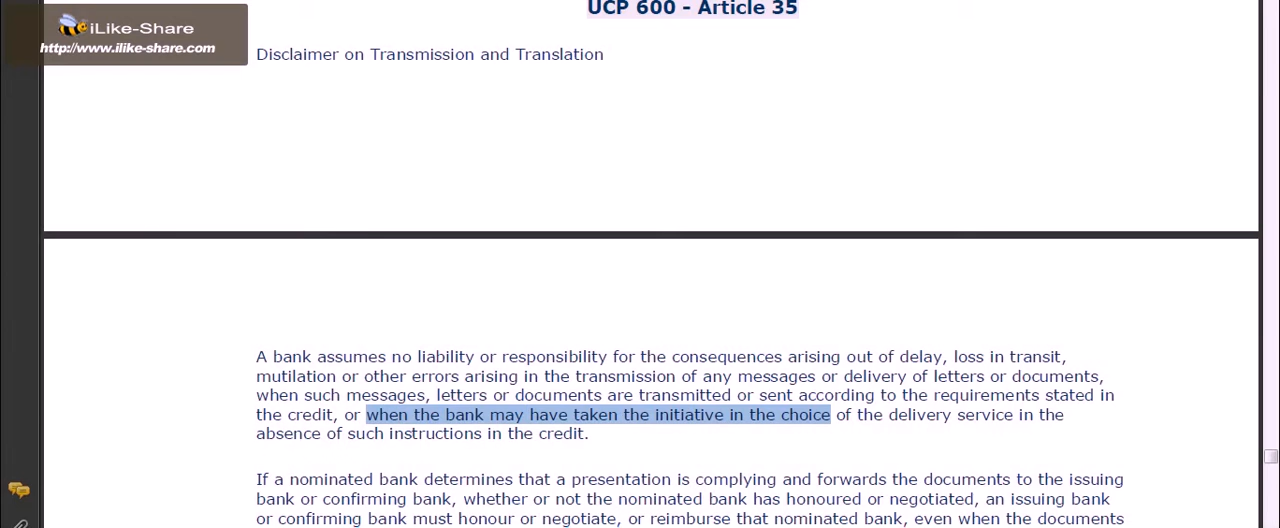 UCP 600 - Article 35
iLike-Share
http://www.ilike-share.com
Disclaimer on Transmission and Translation
A bank assumes no liability or responsibility for the consequences arising out of delay, loss in transit,
mutilation or other errors arising in the transmission of any messages or delivery of letters or documents,
when such messages, letters or documents are transmitted or sent according to the requirements stated in
the credit, or when the bank may have taken the initiative in the choice of the delivery service in the
absence of such instructions in the credit.
If a nominated bank determines that a presentation is complying and forwards the documents to the issuing
bank or confirming bank, whether or not the nominated bank has honoured or negotiated, an issuing bank
or confirming bank must honour or negotiate, or reimburse that nominated bank, even when the documents